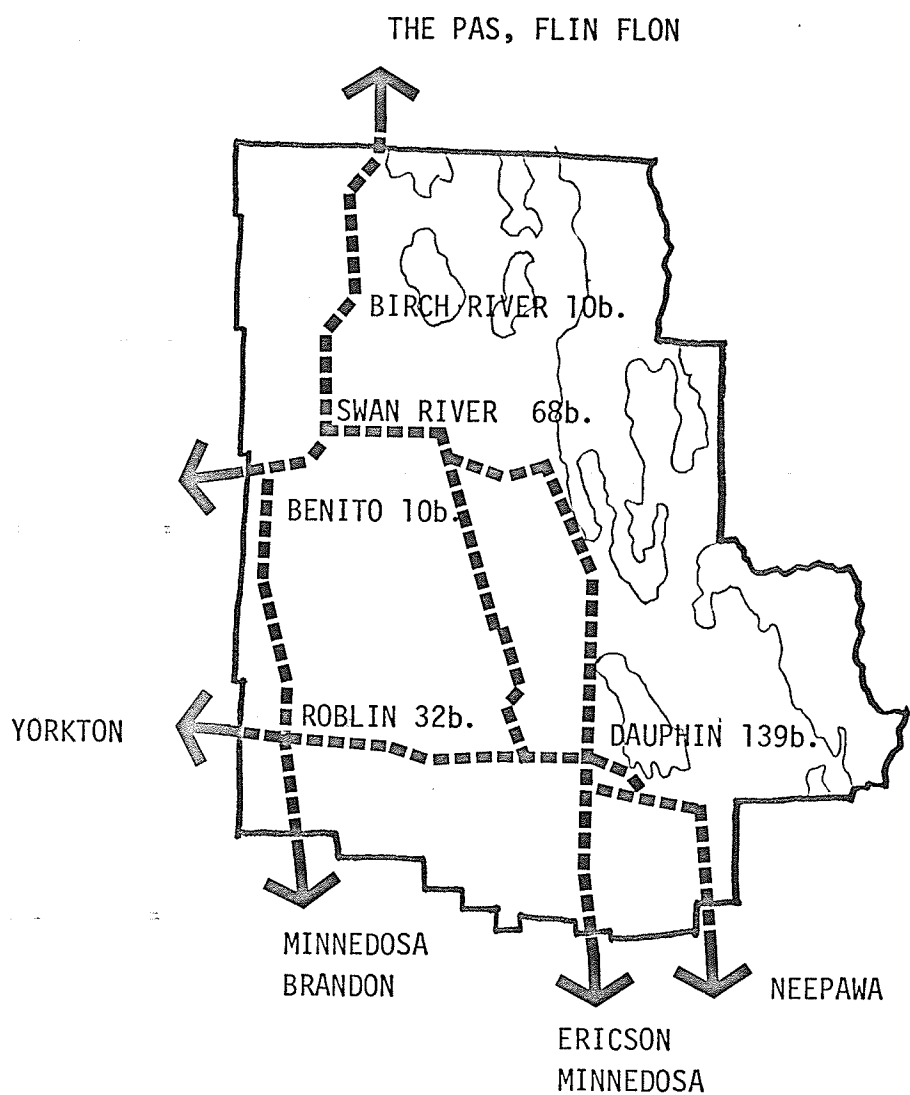 THE PAS, FLIN FLON
BIRCH RIVER 10b.
SWAN RIVER 68b.
BENITO 10b.
ROBLIN 32b.
YORKTON
DAUPHIN 139b.
MINNEDOSA
BRANDON
NEEPAWA
ERICSON
MINNEDOSA